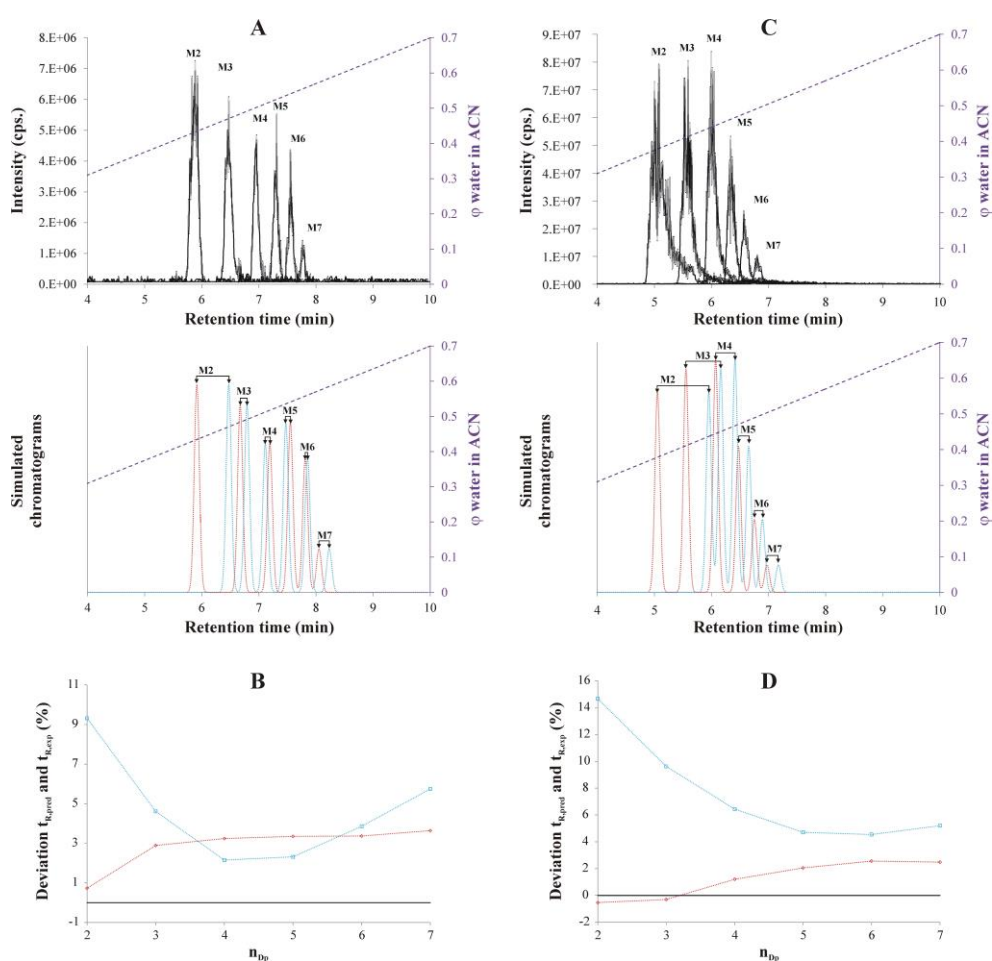 A
8.E+06
7.E+06
6.E+06
5.E+06
4.E+06
3.E+06
2.E+06
1.E+06
0.E+00
Intensity (cps.)
M2
M3
M4
M5
M6
M7
0.7
0.6
0.5
0.4
0.3
0.2
0.1
0
φ water in ACN
4 5 6 7 8 9 10
Retention time (min)
C
9.E+07
8.E+07
7.E+07
6.E+07
5.E+07
4.E+07
3.E+07
2.E+07
1.E+07
0.E+00
Intensity (cps.)
M2
M3
M4
M5
M6
M7
0.7
0.6
0.5
0.4
0.3
0.2
0.1
0
φ water in ACN
4 5 6 7 8 9 10
Retention time (min)
Simulated
chromatograms
M2
M3
M4
M5
M6
M7
0.7
0.6
0.5
0.4
0.3
0.2
0.1
0
φ water in ACN
4 5 6 7 8 9 10
Retention time (min)
Simulated
chromatograms
M2
M3
M4
M5
M6
M7
0.7
0.6
0.5
0.4
0.3
0.2
0.1
0
φ water in ACN
4 5 6 7 8 9 10
Retention time (min)
B
11
9
7
5
3
1
-1
Deviation tR,pred and tR,exp (%)
2 3 4 5 6 7
nDp
D
16
14
12
10
8
6
4
2
0
-2
Deviation tR,pred and tR,exp (%)
2 3 4 5 6 7
nDp